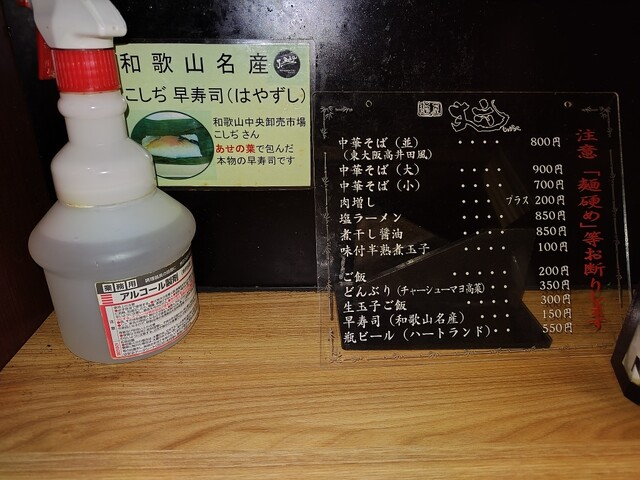 和歌山名産
こしぢ 早寿司(はやずし)
和歌山中央卸売市場
こしぢ さん
あせの葉で包んだ
本物の早寿司です
業務用
アルコール製剤
中華そば(並) ････ 800円
(東大阪高井田風)
中華そば(大) ････ 900円
中華そば(小) ････ 700円
肉増し ････ プラス 200円
塩ラーメン ････ 850円
煮干し醤油 ････ 850円
味付半熟煮玉子 ････ 100円
ご飯 ･････ 200円
どんぶり(チャーシューマヨ高菜) ･･ 350円
生玉子ご飯 ････ 300円
早寿司(和歌山名産) ････ 150円
瓶ビール(ハートランド)･･ 550円
注意「麺硬め」等お断りします